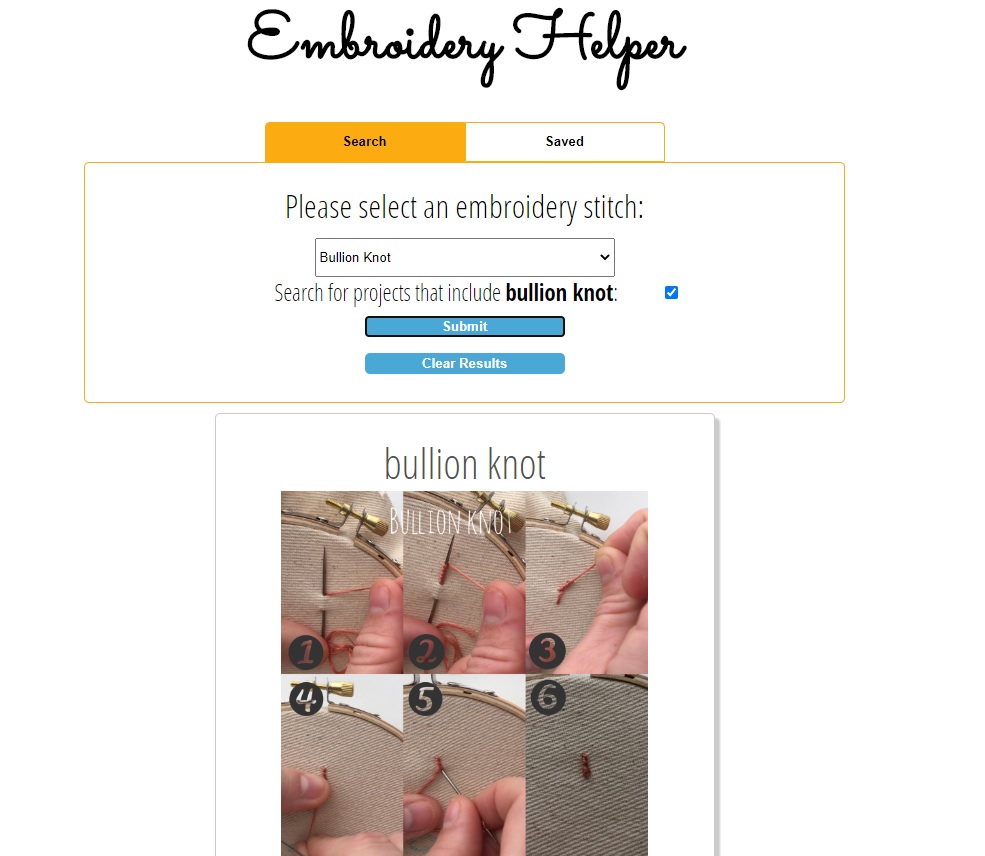 Embroidery Helper
Search Saved
Please select an embroidery stitch:
Bullion Knot
Search for projects that include bullion knot:
Submit
Clear Results
bullion knot
BULLION KNOT
1 2 3
4 5 6